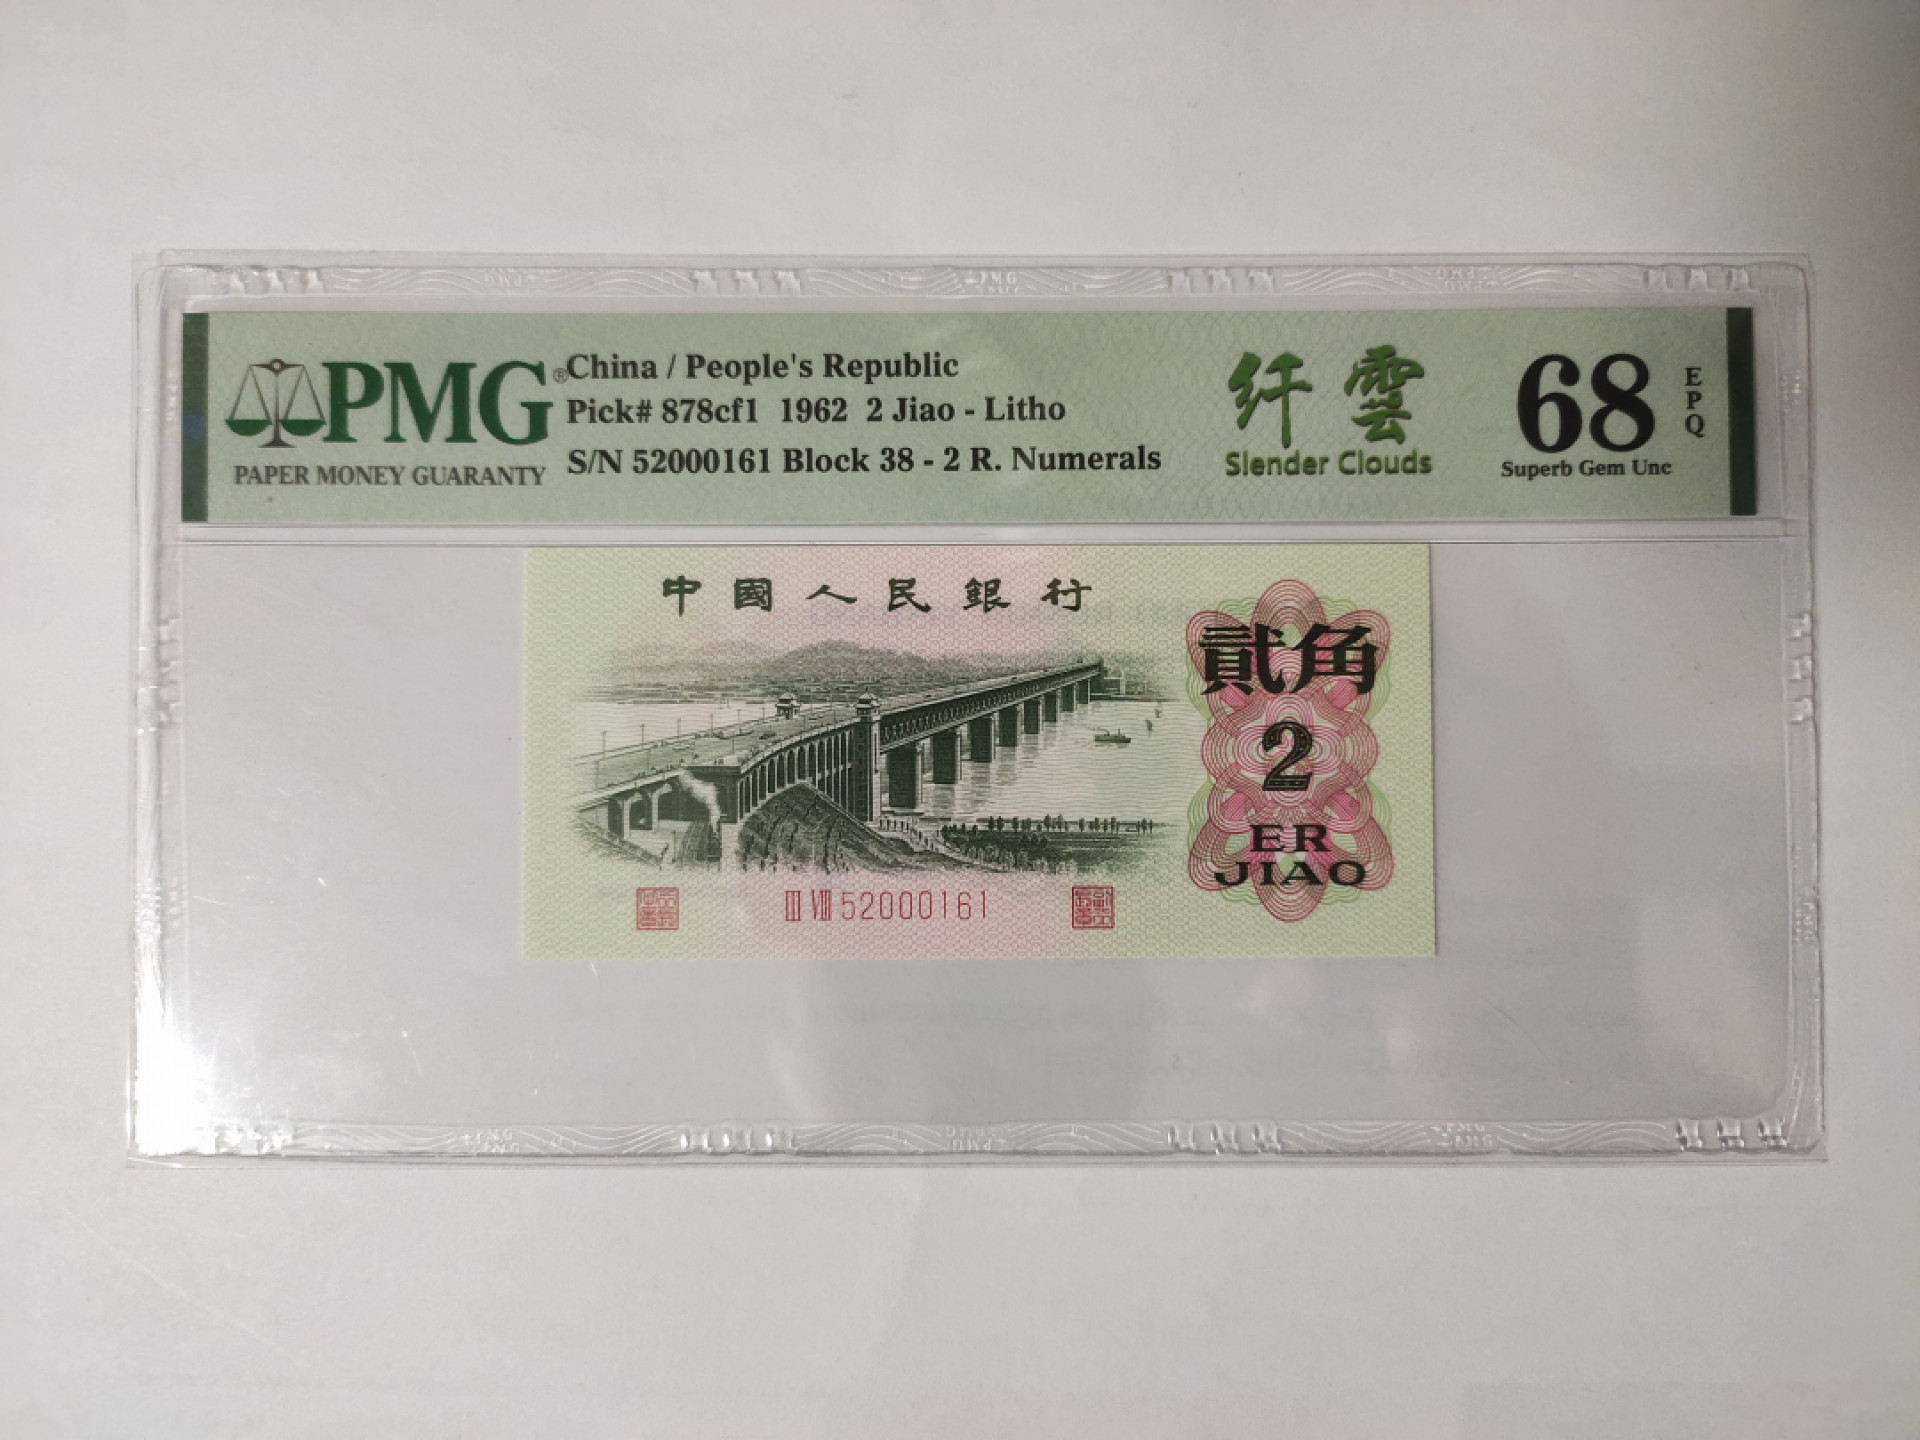 PMG®
PAPER MONEY GUARANTY
China / People's Republic
Pick# 878cf1 1962 2 Jiao - Litho
S/N 52000161 Block 38 - 2 R. Numerals
纤雲
Slender Clouds
68
EPQ
Superb Gem Unc
中國人民銀行
貳角
2
ER
JIAO
III VIII 52000161